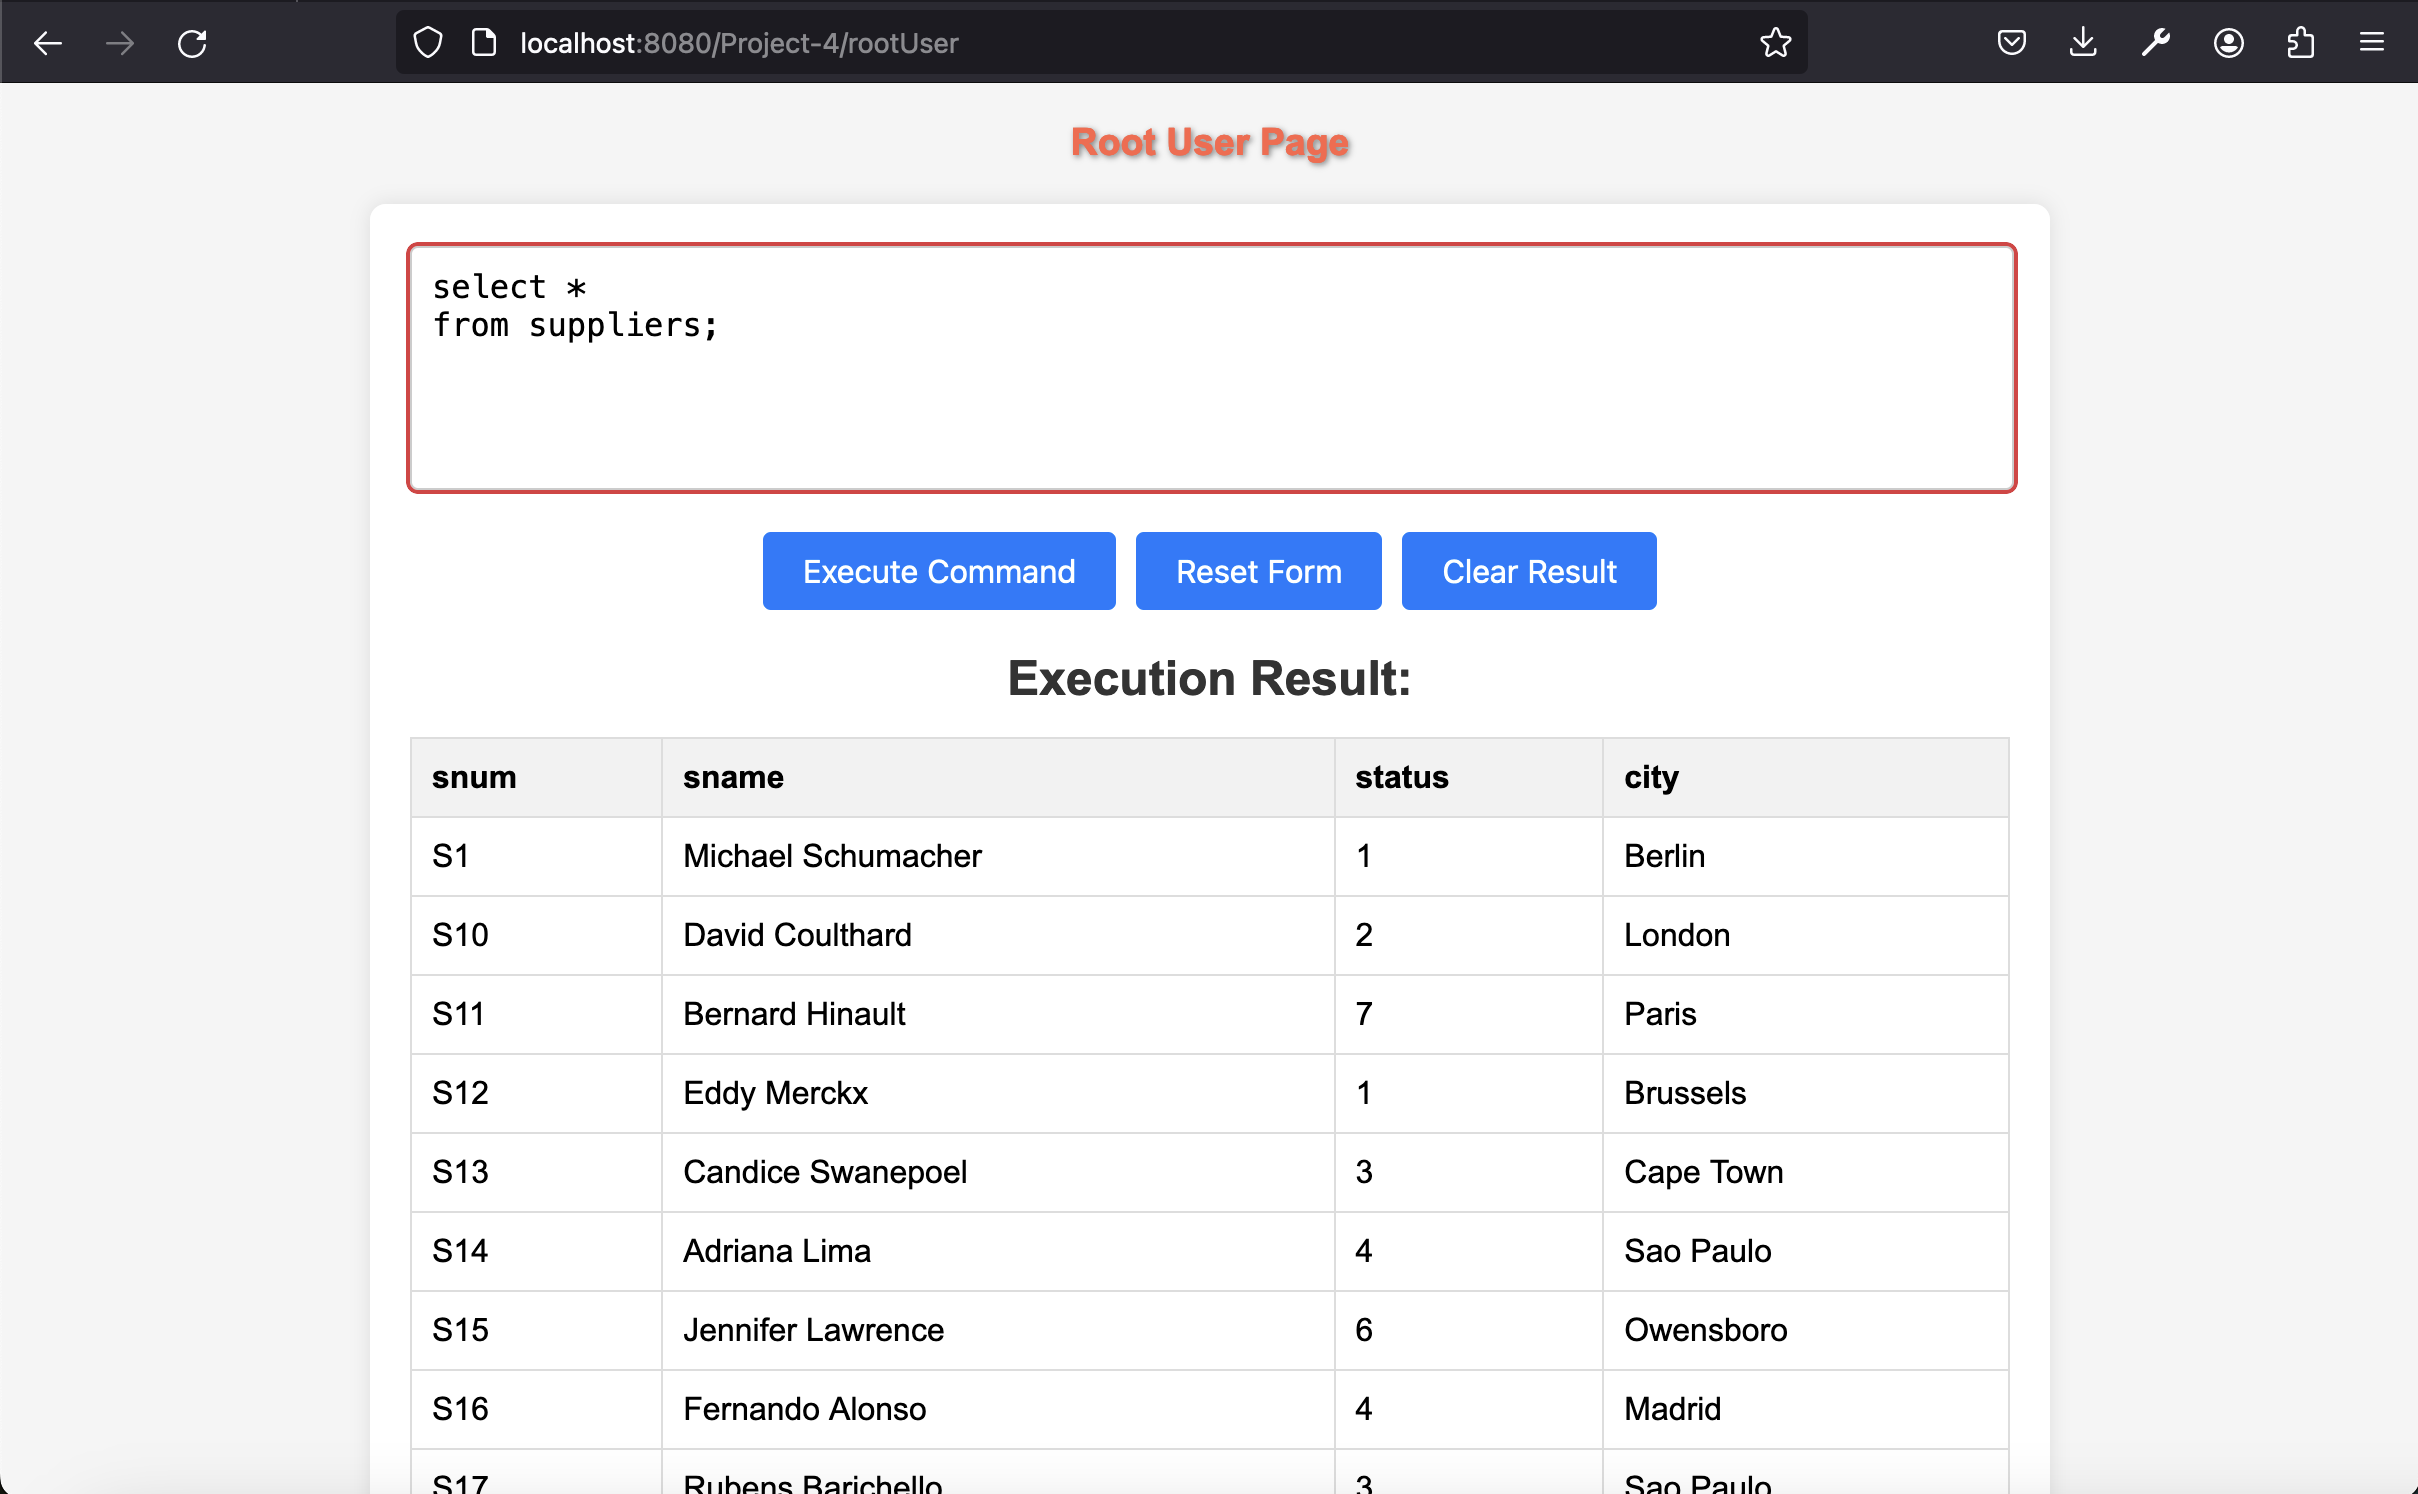 localhost:8080/Project-4/rootUser
Root User Page
select *
from suppliers;
Execute Command Reset Form Clear Result
Execution Result:
snum sname status city
S1 Michael Schumacher 1 Berlin
S10 David Coulthard 2 London
S11 Bernard Hinault 7 Paris
S12 Eddy Merckx 1 Brussels
S13 Candice Swanepoel 3 Cape Town
S14 Adriana Lima 4 Sao Paulo
S15 Jennifer Lawrence 6 Owensboro
S16 Fernando Alonso 4 Madrid
S17 Rubens Barichello 3 Sao Paulo